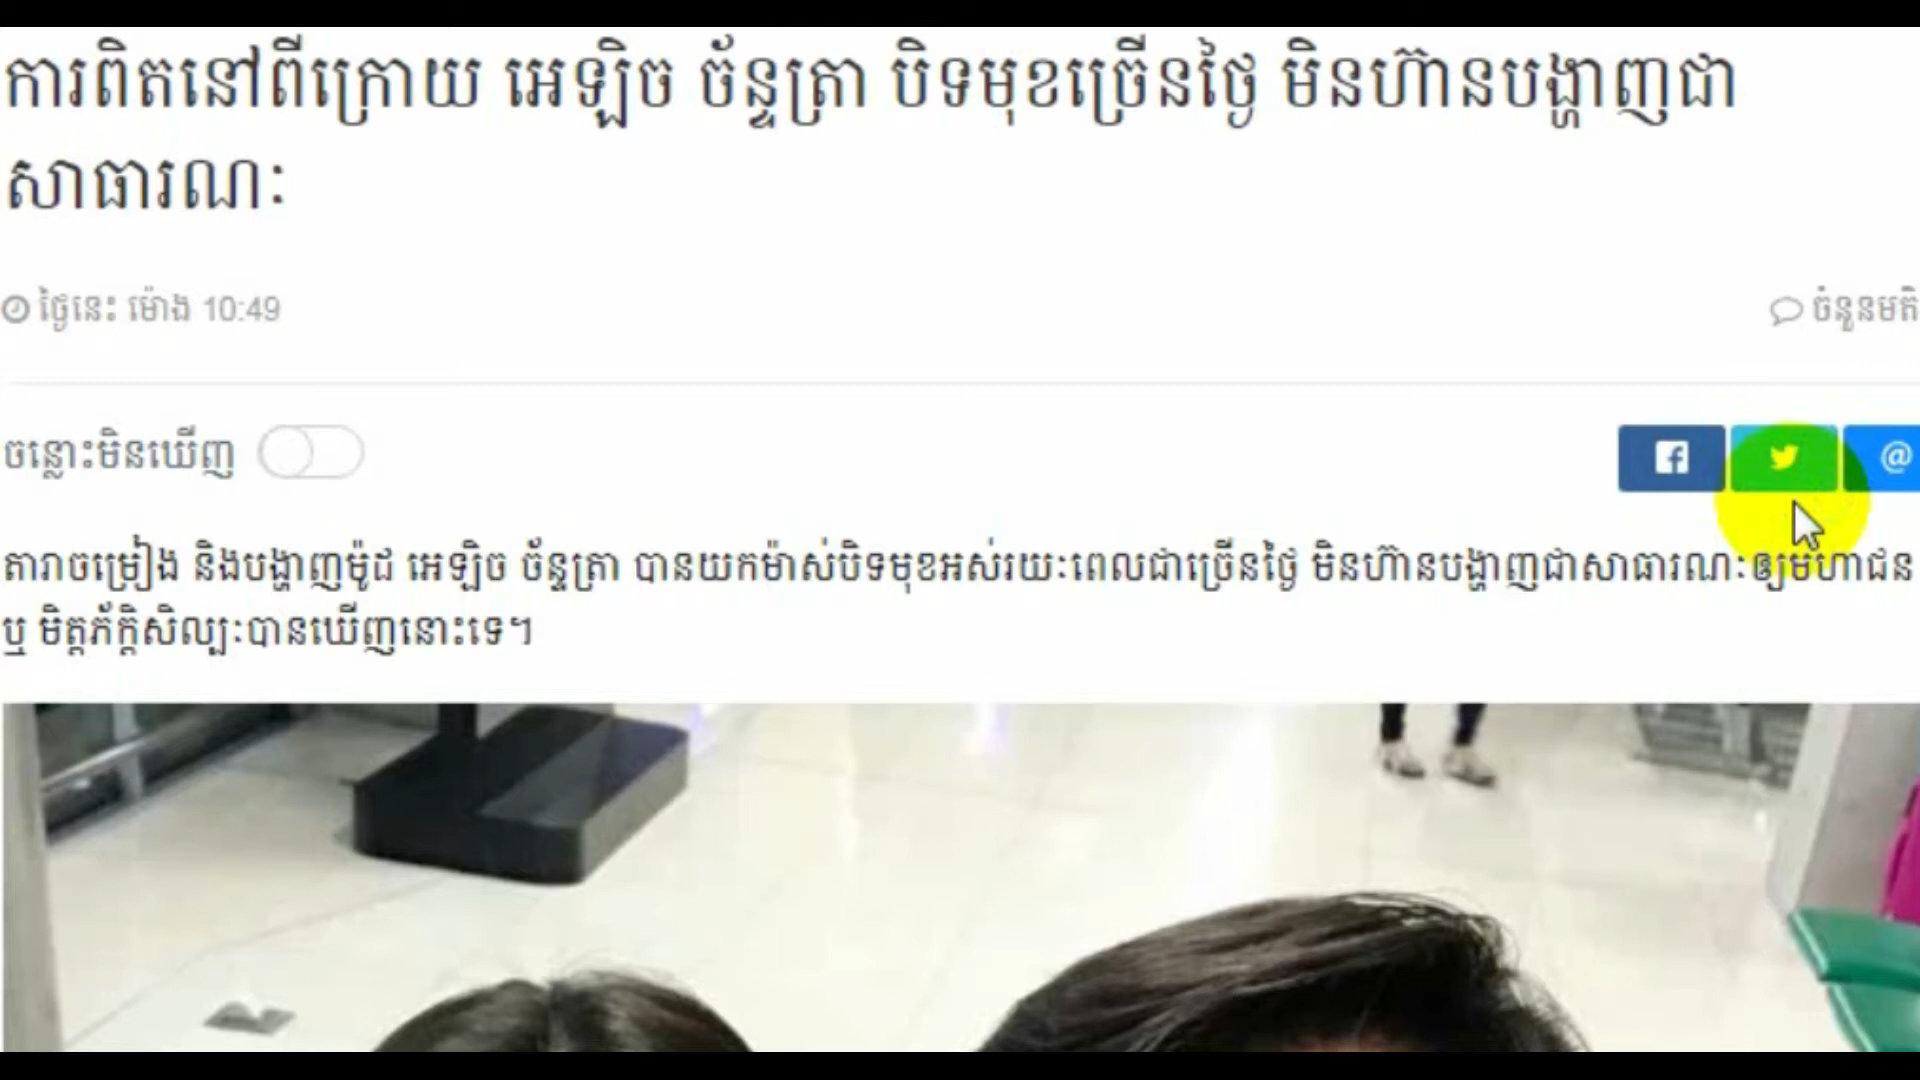 ការពិតនៅពីក្រោយ អេឡិច ច័ន្ទត្រា បិទមុខច្រើនថ្ងៃ មិនហ៊ានបង្ហាញជា
សាធារណៈ
ថ្ងៃនេះ ម៉ោង 10:49
ចំនួនមតិ
ចន្លោះមិនឃើញ
តារាចម្រៀង និងបង្ហាញម៉ូដ អេឡិច ច័ន្ទត្រា បានយកម៉ាស់បិទមុខអស់រយៈពេលជាច្រើនថ្ងៃ មិនហ៊ានបង្ហាញជាសាធារណៈឲ្យមហាជន
ឬ មិត្តភ័ក្តិសិល្បៈបានឃើញនោះទេ។